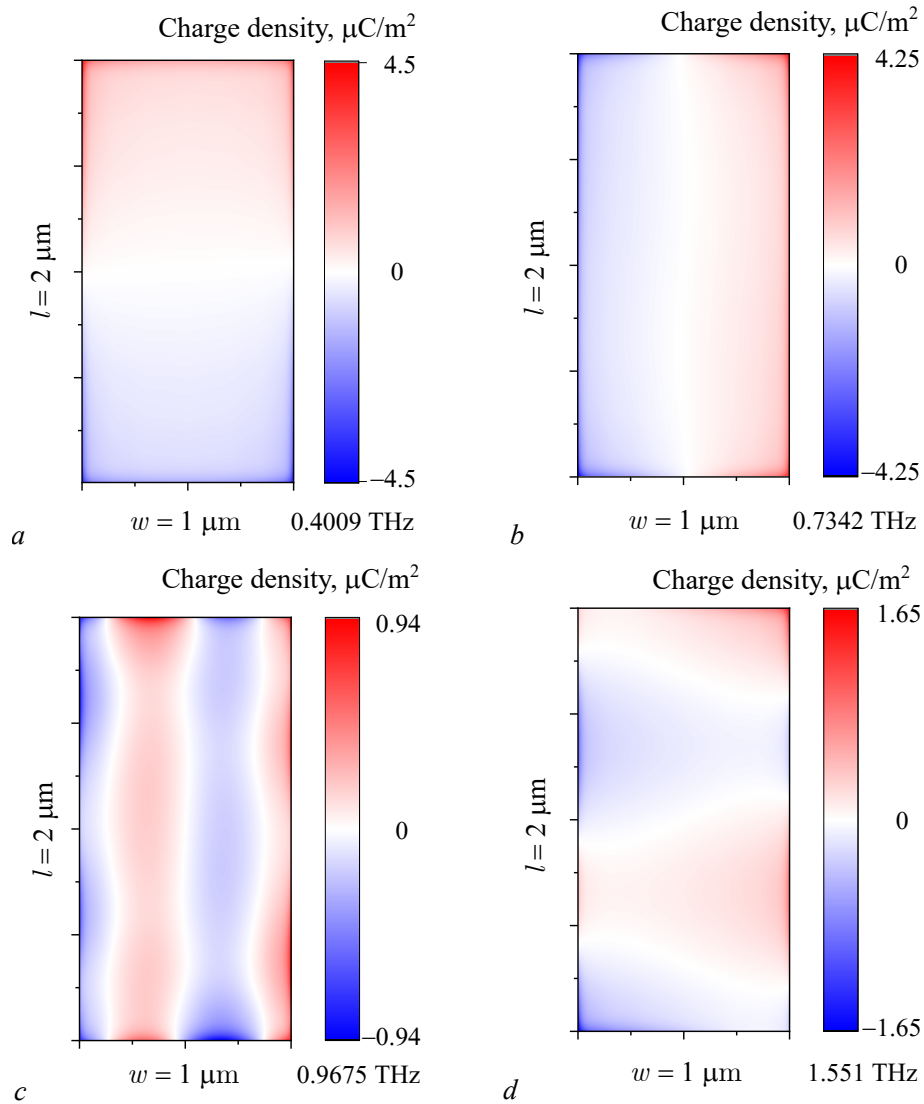 Charge density, μC/m²
4.5
0
−4.5
l = 2 μm
w = 1 μm
0.4009 THz
a
Charge density, μC/m²
4.25
0
−4.25
l = 2 μm
w = 1 μm
0.7342 THz
b
Charge density, μC/m²
0.94
0
−0.94
l = 2 μm
w = 1 μm
0.9675 THz
c
Charge density, μC/m²
1.65
0
−1.65
l = 2 μm
w = 1 μm
1.551 THz
d